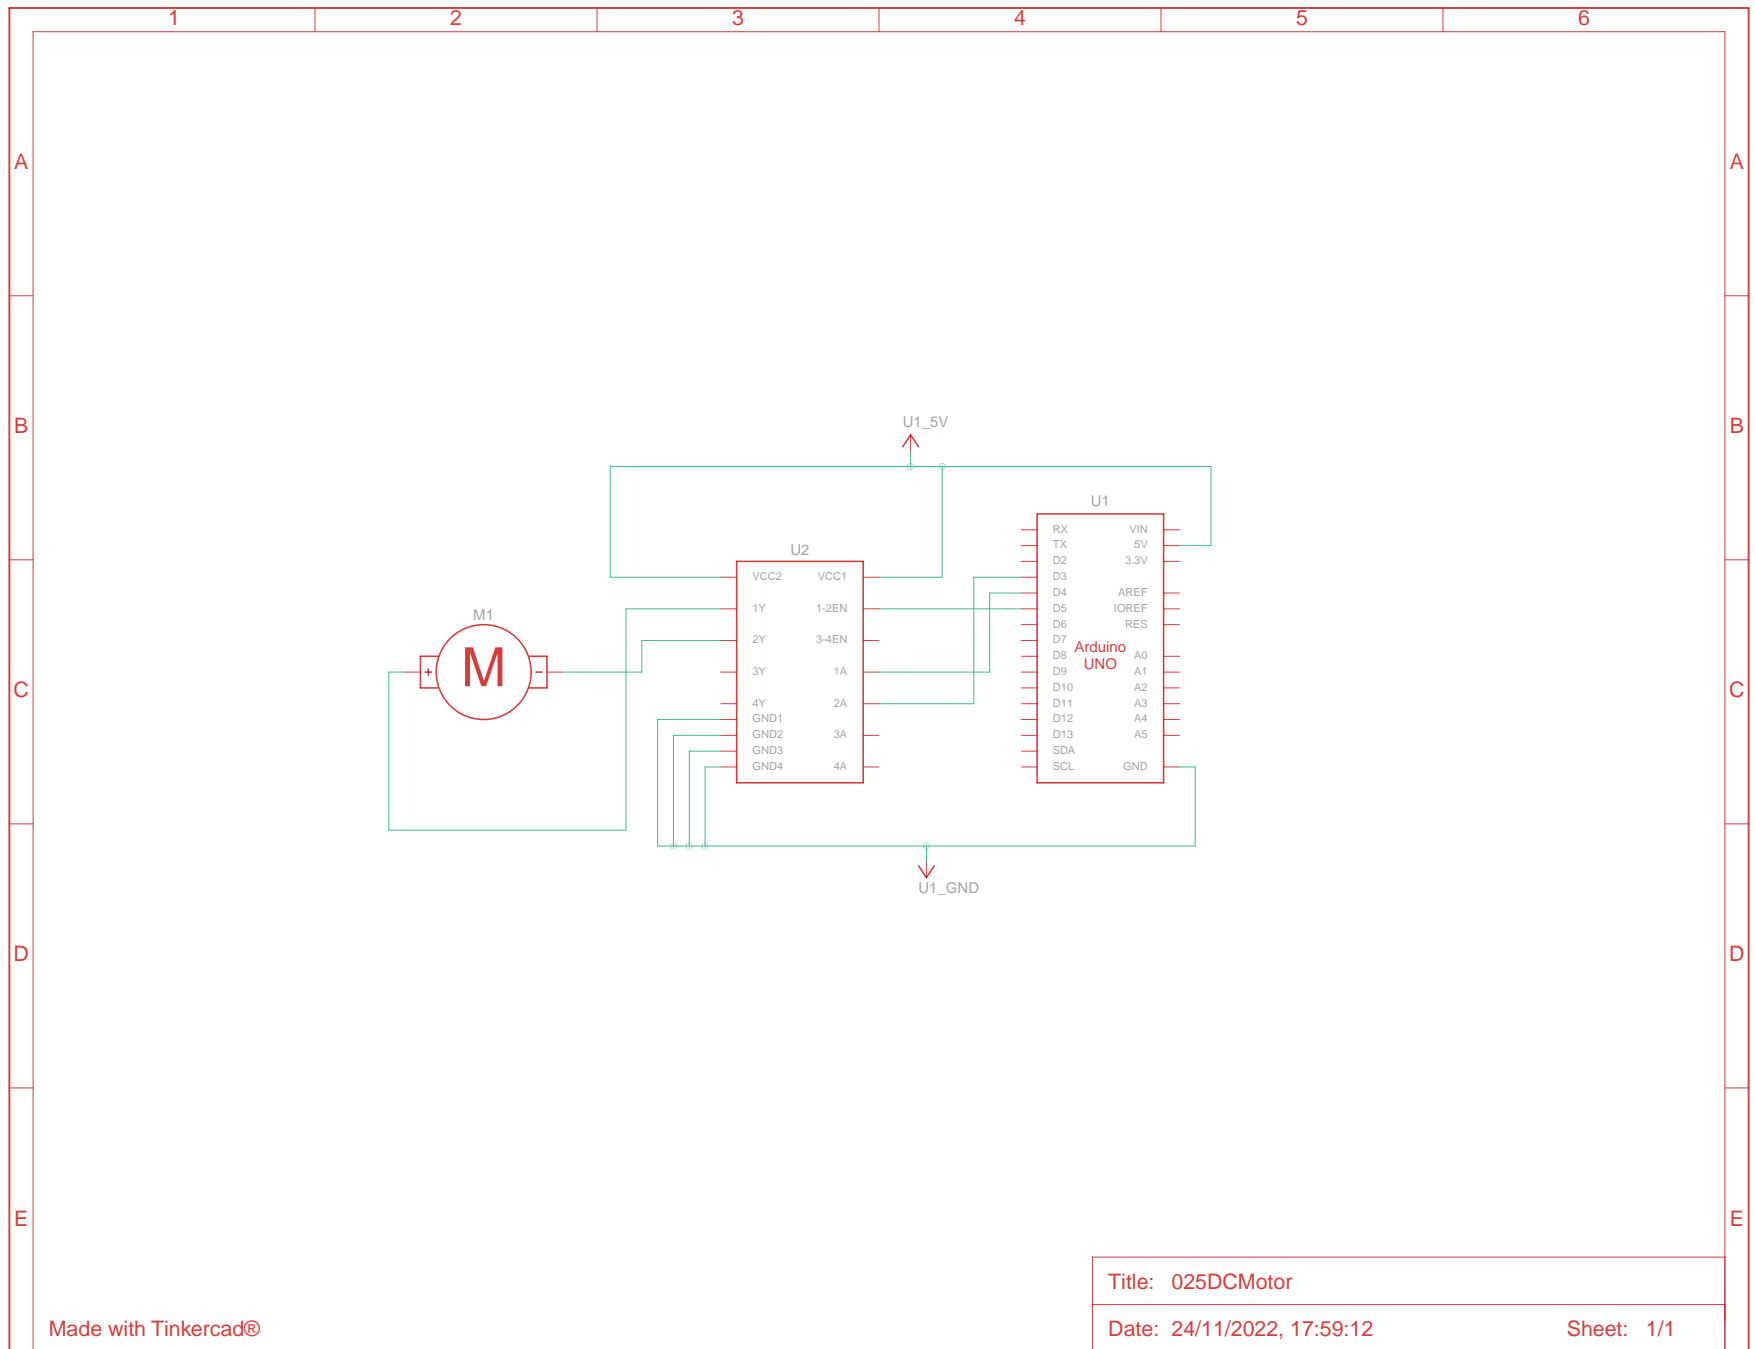 1 2 3 4 5 6
A A
B B
C C
D D
E E
U1_5V
U1_GND
M1
+ M -
U2
VCC2 VCC1
1Y 1-2EN
2Y 3-4EN
3Y 1A
4Y 2A
GND1
GND2 3A
GND3
GND4 4A
U1
RX VIN
TX 5V
D2 3.3V
D3
D4 AREF
D5 IOREF
D6 RES
D7
Arduino
UNO
D8 A0
D9 A1
D10 A2
D11 A3
D12 A4
D13 A5
SDA
SCL GND
Title: 025DCMotor
Date: 24/11/2022, 17:59:12 Sheet: 1/1
Made with Tinkercad®